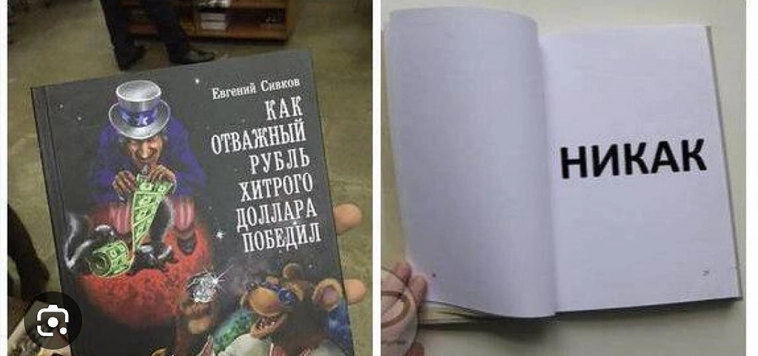 Евгений Сивков
КАК
ОТВАЖНЫЙ
РУБЛЬ
ХИТРОГО
ДОЛЛАРА
ПОБЕДИЛ
НИКАК